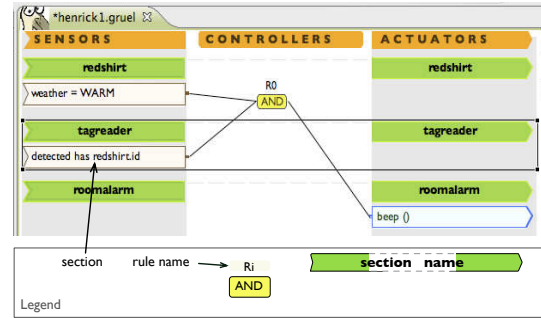 *henrick1.gruel
SENSORS CONTROLLERS ACTUATORS
redshirt redshirt
weather = WARM
R0
AND
tagreader tagreader
detected has redshirt.id
roomalarm roomalarm
beep ()
section rule name Ri section name
AND
Legend